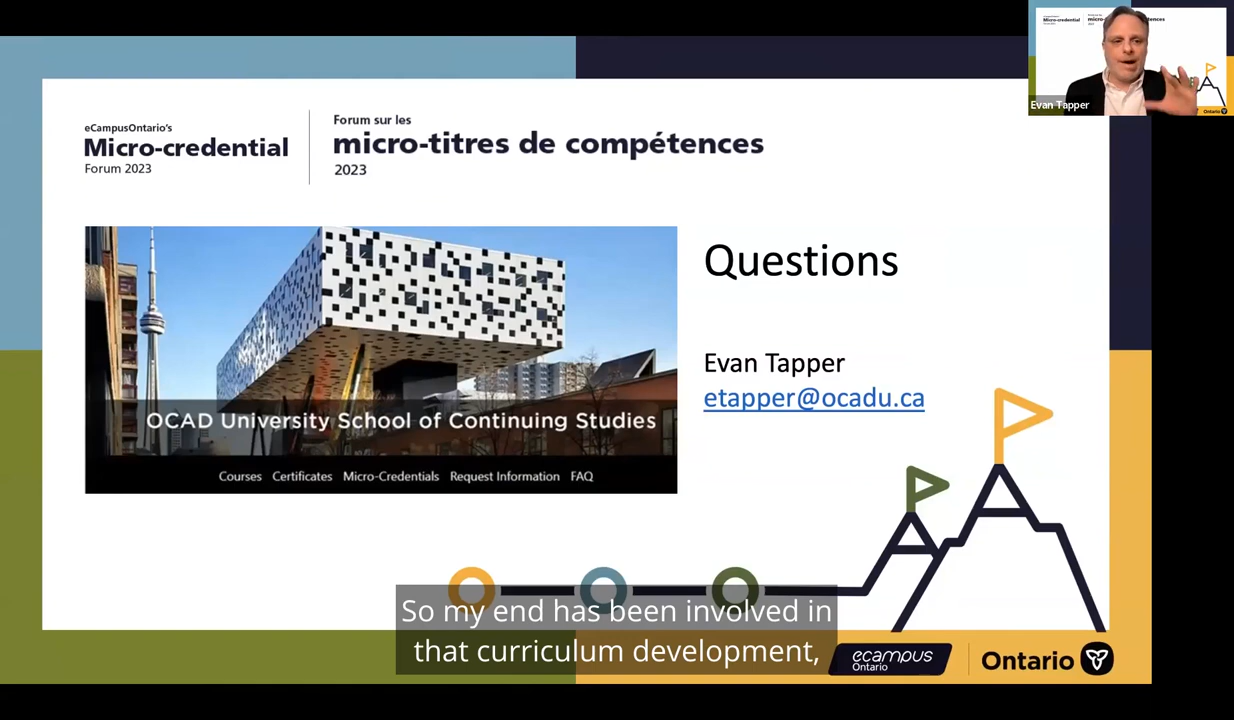 eCampusOntario's
Micro-credential
Forum 2023
Forum sur les
micro-titres de compétences
2023
Evan Tapper
OCAD University School of Continuing Studies
Courses Certificates Micro-Credentials Request Information FAQ
Questions
Evan Tapper
etapper@ocadu.ca
So my end has been involved in
that curriculum development,
ecampus
Ontario
Ontario